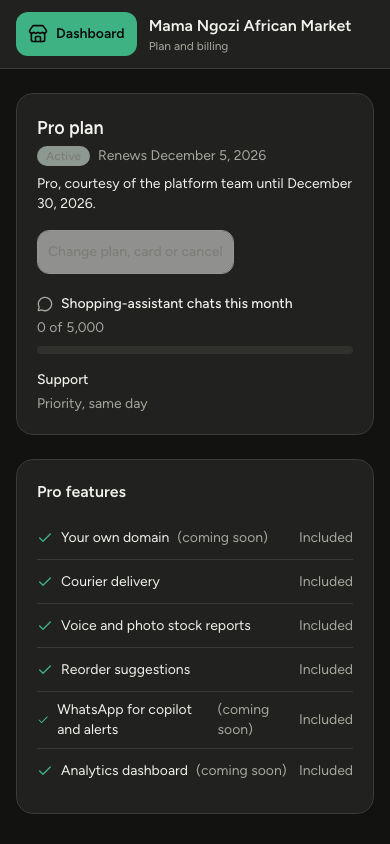 Dashboard
Mama Ngozi African Market
Plan and billing
Pro plan
Active Renews December 5, 2026
Pro, courtesy of the platform team until December
30, 2026.
Change plan, card or cancel
Shopping-assistant chats this month
0 of 5,000
Support
Priority, same day
Pro features
Your own domain (coming soon) Included
Courier delivery Included
Voice and photo stock reports Included
Reorder suggestions Included
WhatsApp for copilot and alerts (coming soon) Included
Analytics dashboard (coming soon) Included